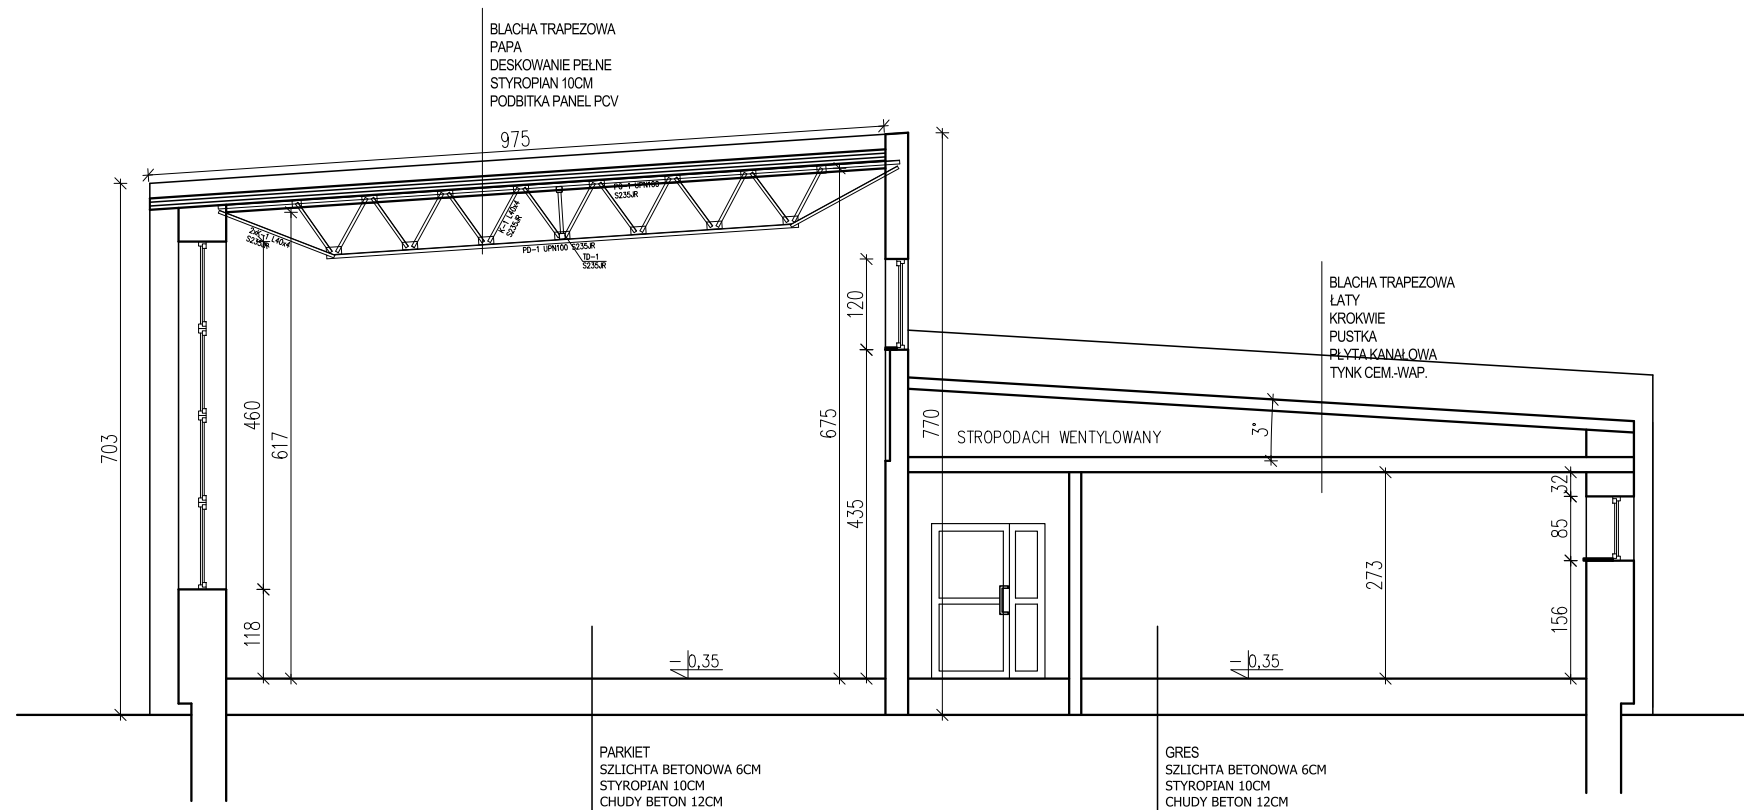 BLACHA TRAPEZOWA
PAPA
DESKOWANIE PEŁNE
STYROPIAN 10CM
PODBITKA PANEL PCV
975
PG-1 UPN100
S235JR
K-1 L40x4
S235JR
2xK-1 L40x4
S235JR
PD-1 UPN100 S235JR
TD-1
S235JR
BLACHA TRAPEZOWA
ŁATY
KROKWIE
PUSTKA
PŁYTA KANAŁOWA
TYNK CEM.-WAP.
120
703
460
617
675
770
STROPODACH WENTYLOWANY
3°
32
435
85
273
118
156
- 0,35
- 0,35
PARKIET
SZLICHTA BETONOWA 6CM
STYROPIAN 10CM
CHUDY BETON 12CM
GRES
SZLICHTA BETONOWA 6CM
STYROPIAN 10CM
CHUDY BETON 12CM